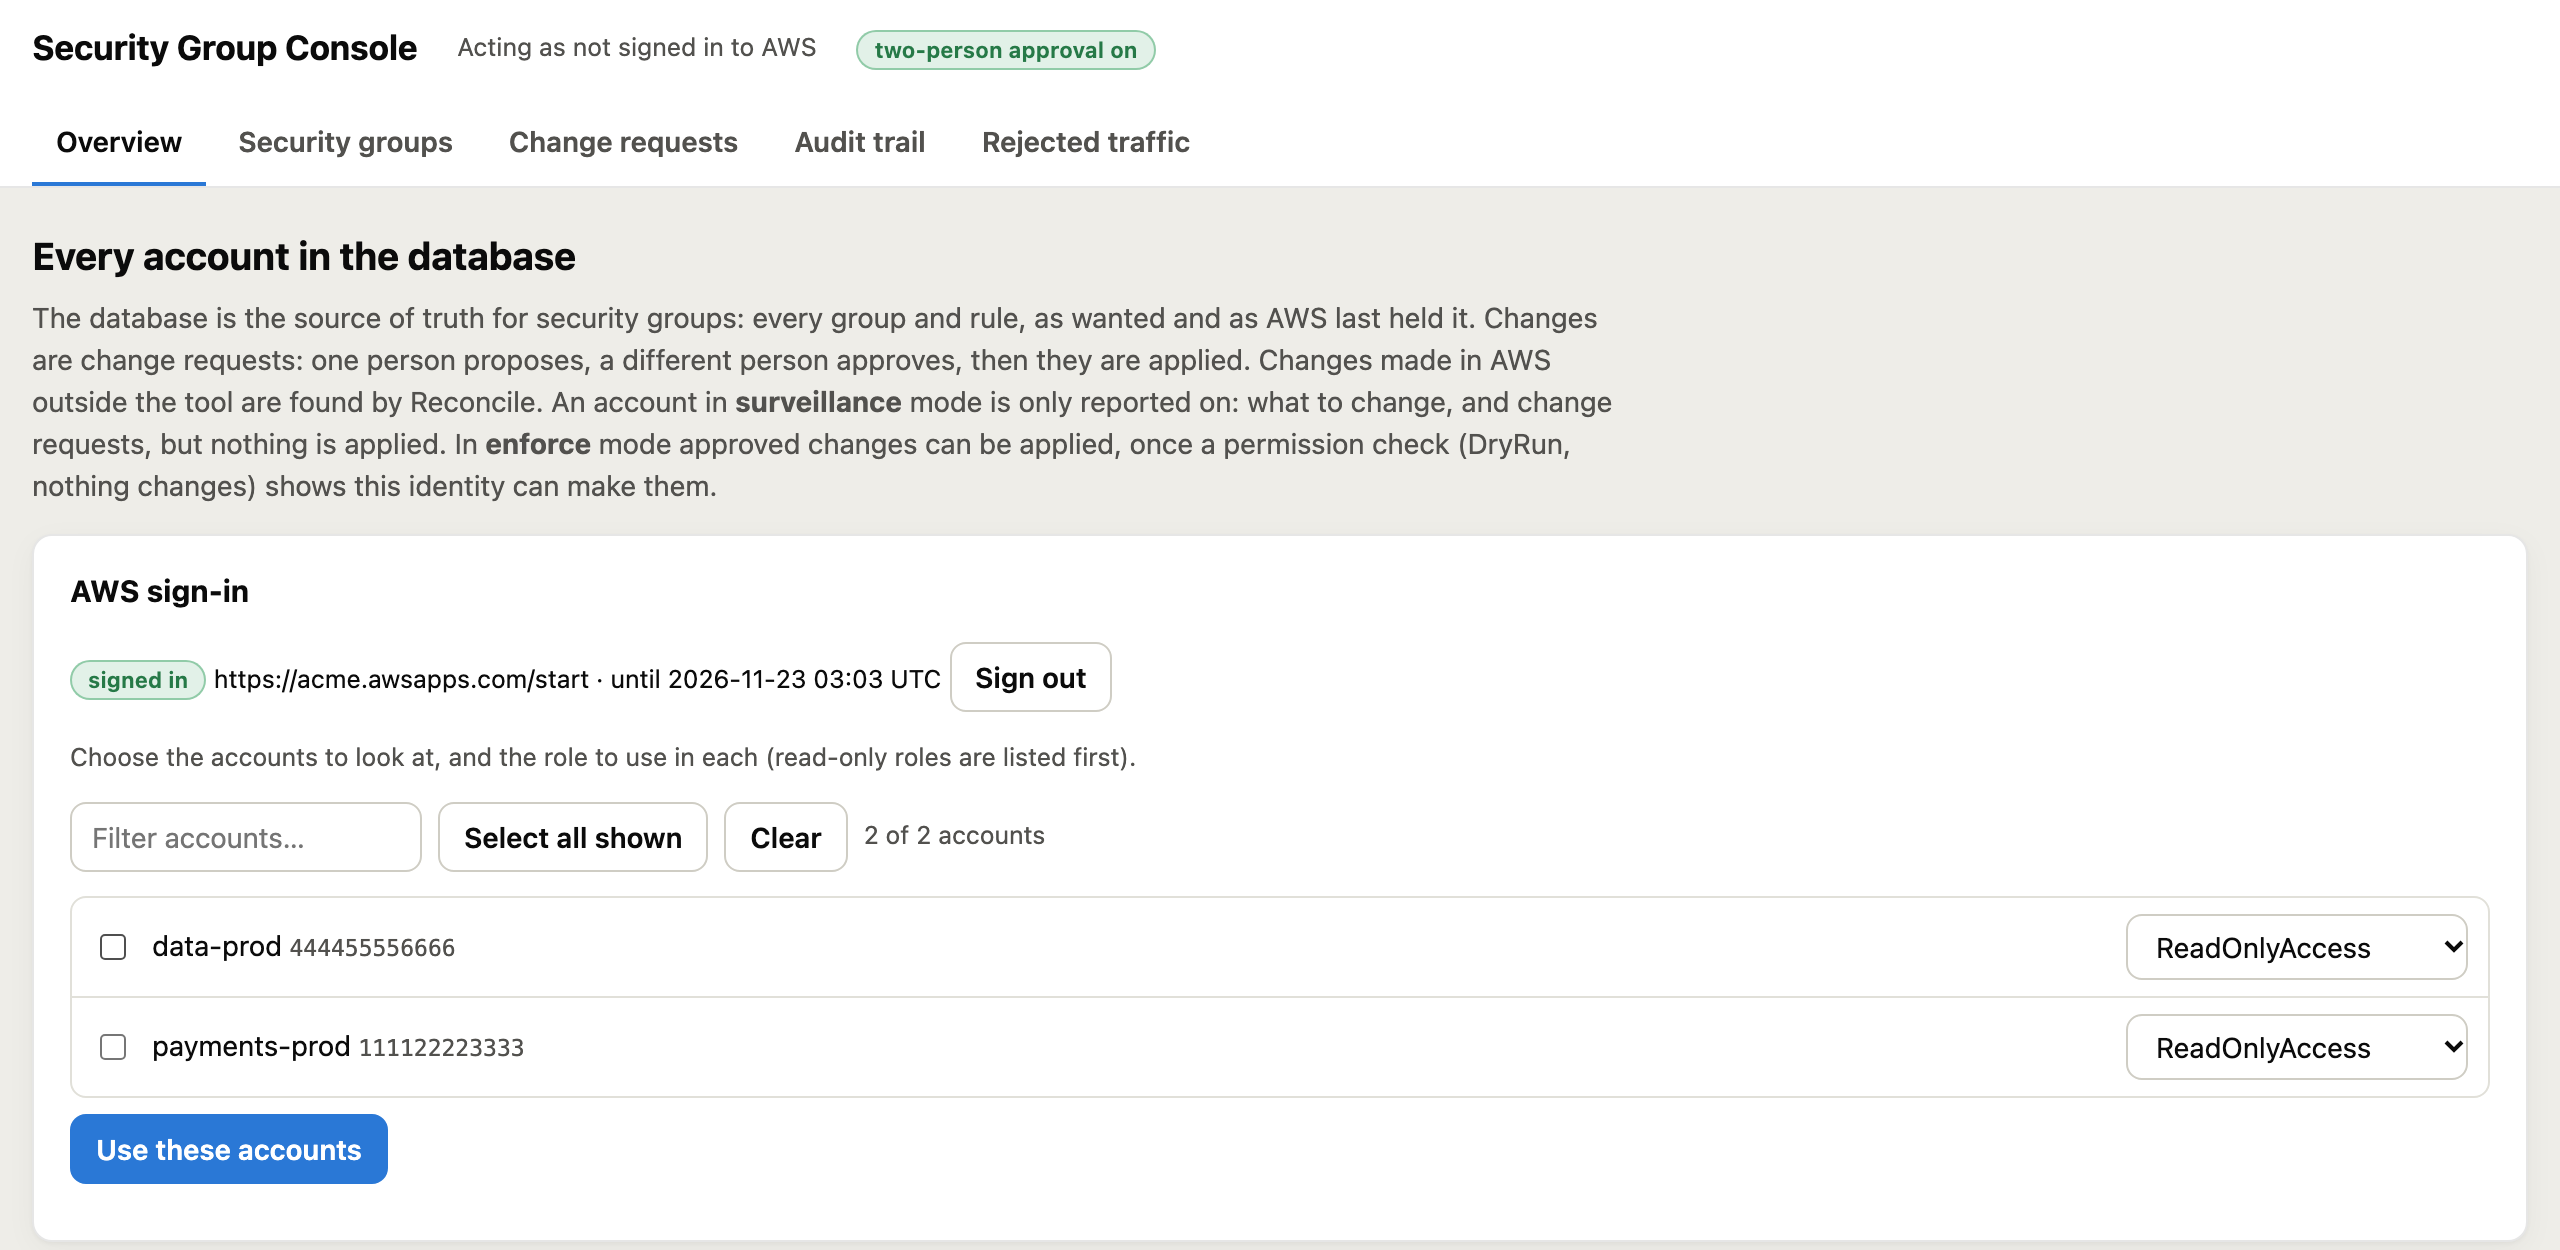 Security Group Console Acting as not signed in to AWS two-person approval on
Overview Security groups Change requests Audit trail Rejected traffic
Every account in the database
The database is the source of truth for security groups: every group and rule, as wanted and as AWS last held it. Changes
are change requests: one person proposes, a different person approves, then they are applied. Changes made in AWS
outside the tool are found by Reconcile. An account in surveillance mode is only reported on: what to change, and change
requests, but nothing is applied. In enforce mode approved changes can be applied, once a permission check (DryRun,
nothing changes) shows this identity can make them.
AWS sign-in
signed in https://acme.awsapps.com/start · until 2026-11-23 03:03 UTC Sign out
Choose the accounts to look at, and the role to use in each (read-only roles are listed first).
Filter accounts... Select all shown Clear 2 of 2 accounts
data-prod 444455556666 ReadOnlyAccess
payments-prod 111122223333 ReadOnlyAccess
Use these accounts